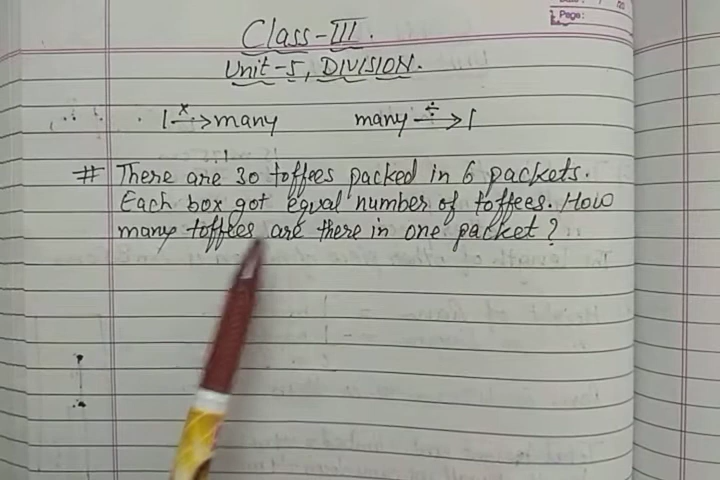 Page:
Class-III.
Unit-5, DIVISION.
1 x→ many many ÷→ 1
# There are 30 toffees packed in 6 packets.
Each box got equal number of toffees. How
many toffees are there in one packet?